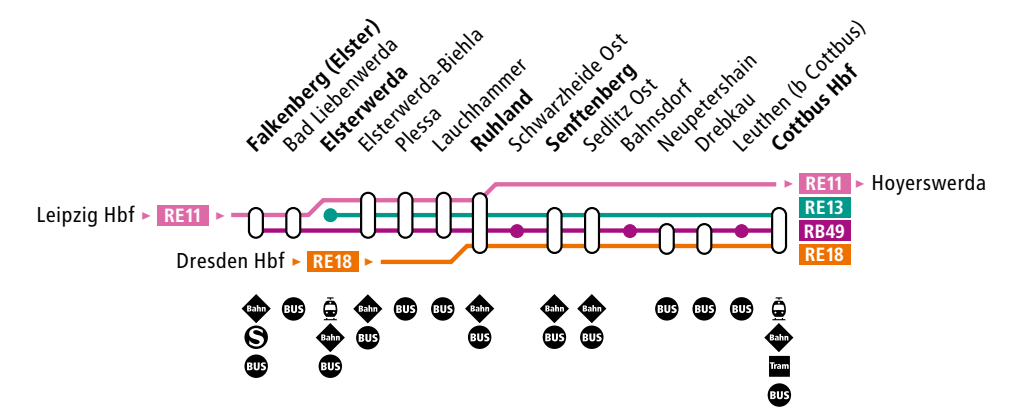 Falkenberg (Elster)
Bad Liebenwerda
Elsterwerda
Elsterwerda-Biehla
Plessa
Lauchhammer
Ruhland
Schwarzheide Ost
Senftenberg
Sedlitz Ost
Bahnsdorf
Neupetershain
Drebkau
Leuthen (b Cottbus)
Cottbus Hbf
RE11 Hoyerswerda
Leipzig Hbf RE11
RE13
RB49
Dresden Hbf RE18
RE18
Bahn BUS Bahn BUS BUS Bahn Bahn Bahn BUS BUS BUS
S Bahn BUS BUS BUS BUS Bahn
BUS BUS Tram
BUS